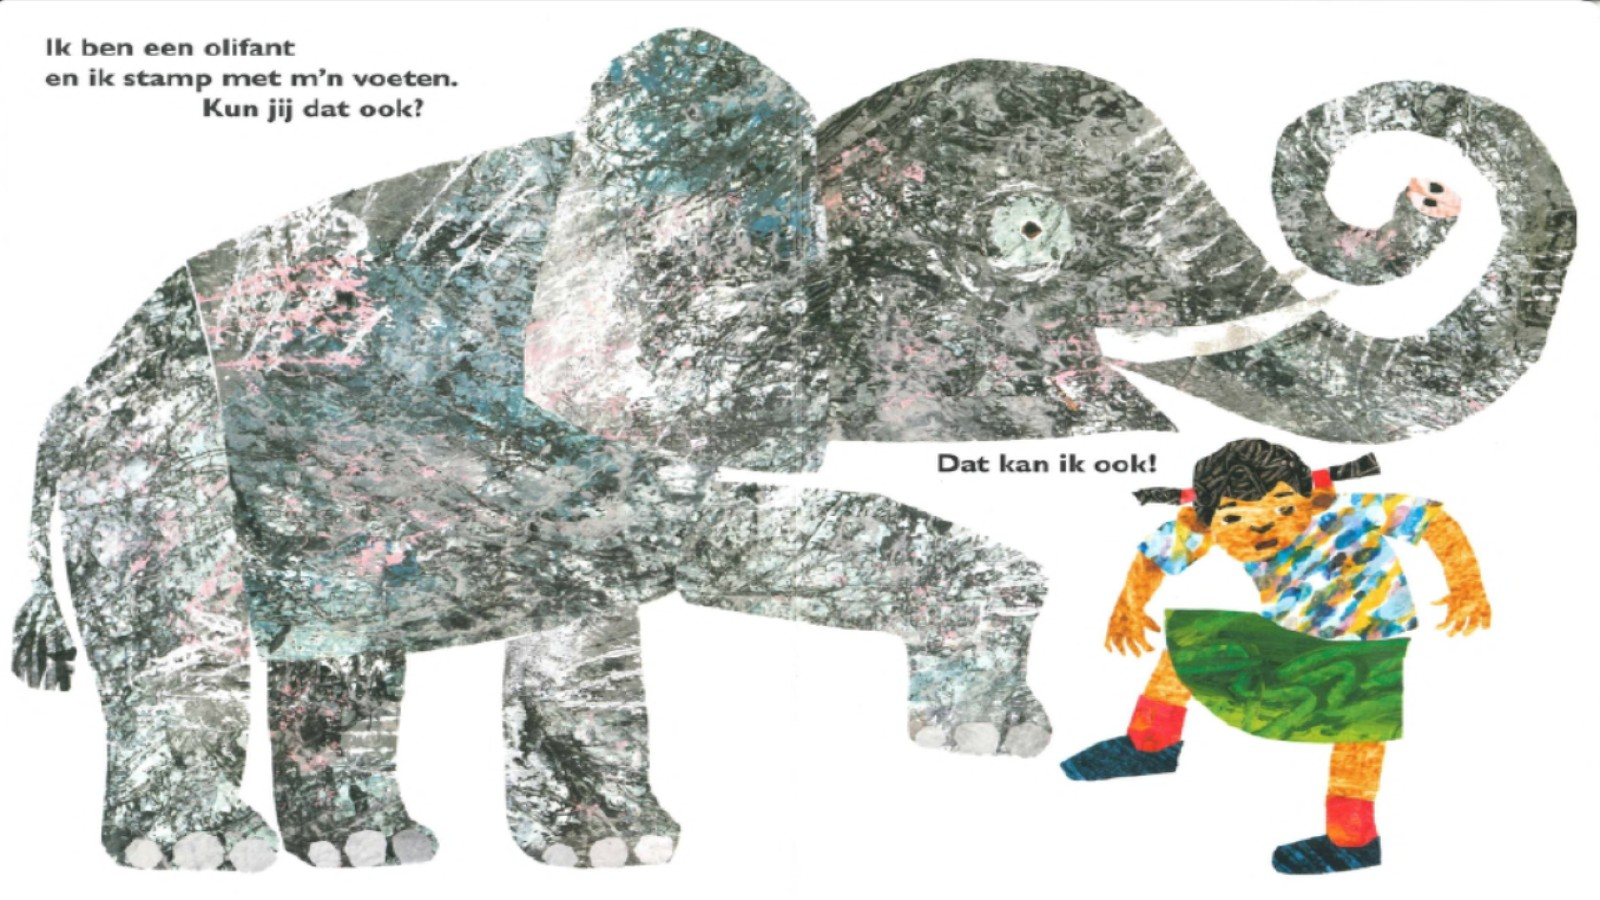 Ik ben een olifant
en ik stamp met m'n voeten.
Kun jij dat ook?
Dat kan ik ook!